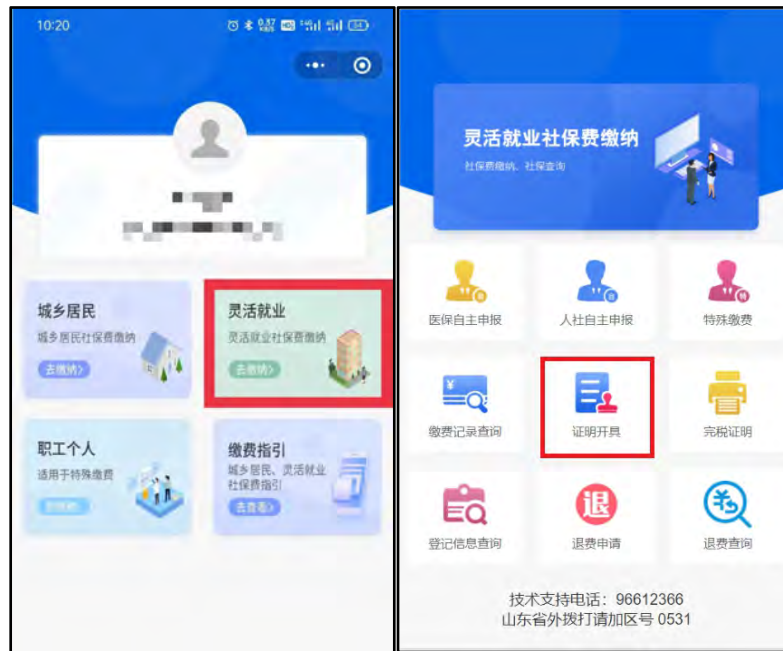 10:20
城乡居民
城乡居民社保费缴纳
去缴纳>
灵活就业
灵活就业社保费缴纳
去缴纳>
职工个人
适用于特殊缴费
缴费指引
城乡居民、灵活就业
社保费指引
去查看>
灵活就业社保费缴纳
社保费缴纳、社保查询
医保自主申报
人社自主申报
特殊缴费
缴费记录查询
证明开具
完税证明
登记信息查询
退
退费申请
退费查询
技术支持电话：96612366
山东省外拨打请加区号 0531